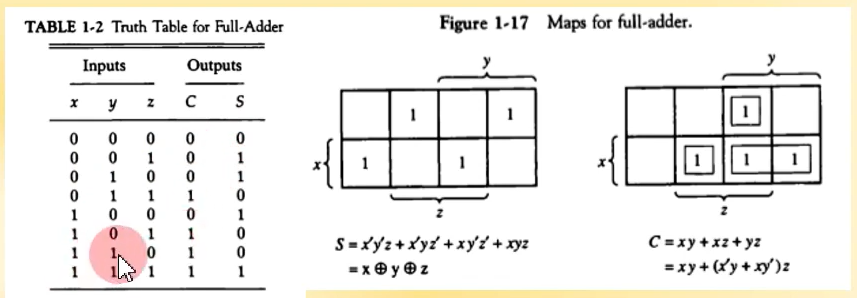 TABLE 1-2 Truth Table for Full-Adder
Inputs Outputs
x y z C S
0 0 0 0 0
0 0 1 0 1
0 1 0 0 1
0 1 1 1 0
1 0 0 0 1
1 0 1 1 0
1 1 0 1 0
1 1 1 1 1
Figure 1-17 Maps for full-adder.
y
1 1
x 1 1
z
S = x'y'z + x'yz' + xy'z' + xyz
= x ⊕ y ⊕ z
y
1
x 1 1 1
z
C = xy + xz + yz
= xy + (x'y + xy')z